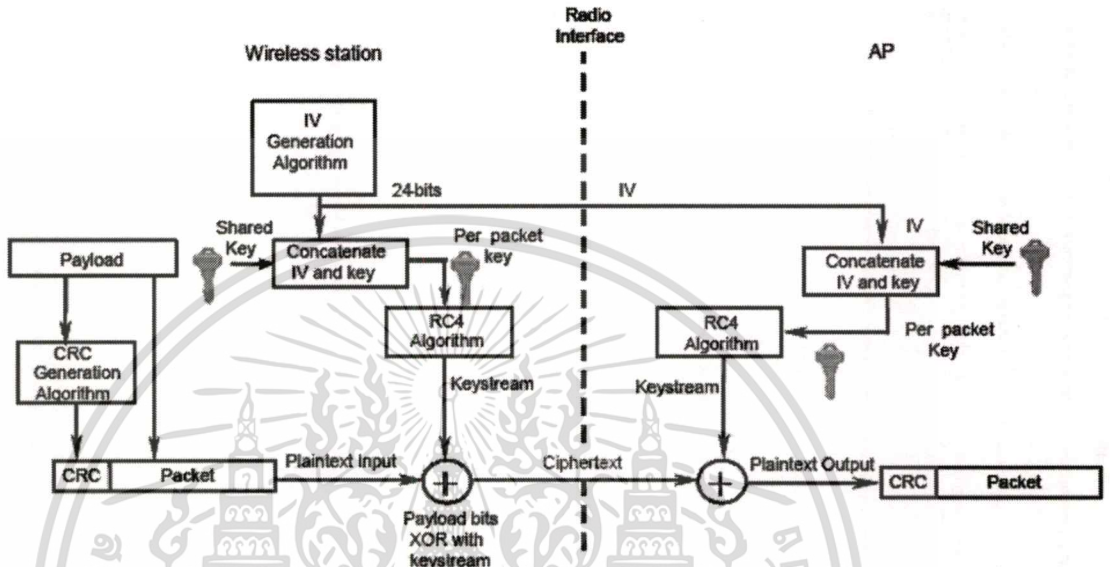 Radio
Interface
Wireless station
AP
IV
Generation
Algorithm
24-bits
IV
Shared
Key
Concatenate
IV and key
Per packet
key
IV
Concatenate
IV and key
Shared
Key
Payload
RC4
Algorithm
RC4
Algorithm
Per packet
Key
CRC
Generation
Algorithm
Keystream
Keystream
CRC
Packet
Plaintext Input
Ciphertext
Plaintext Output
CRC
Packet
Payload bits
XOR with
keystream